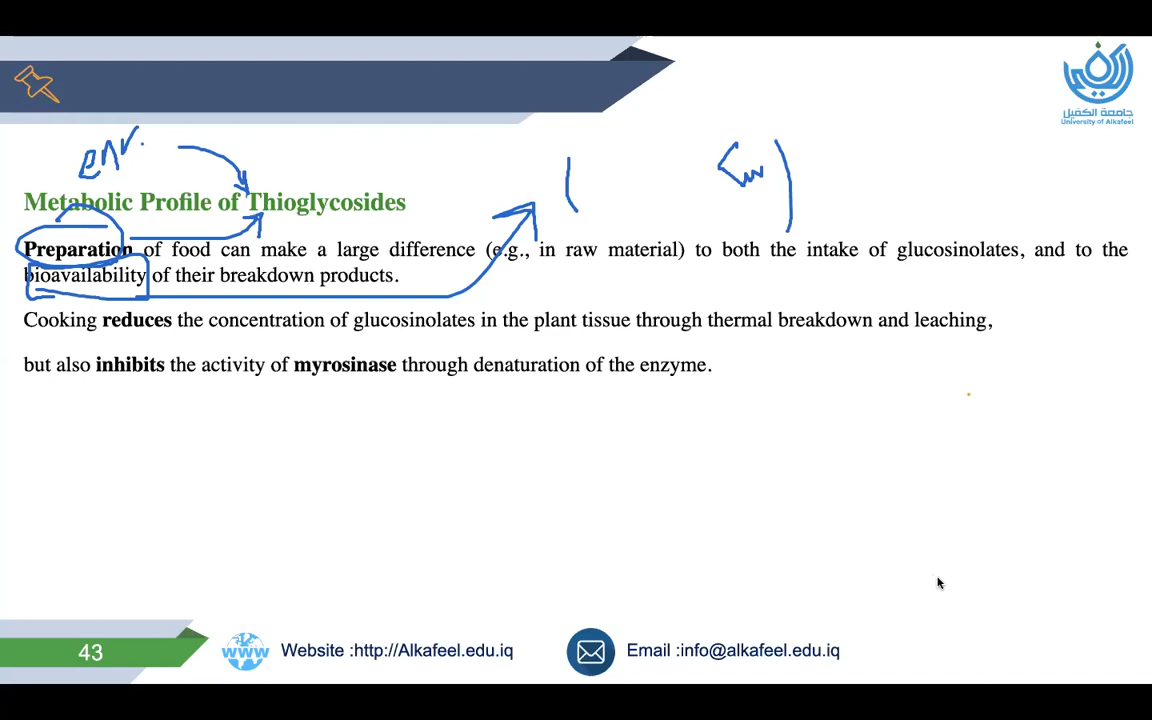 جامعة الكفيل
University of Alkafeel
env.
Metabolic Profile of Thioglycosides
Preparation of food can make a large difference (e.g., in raw material) to both the intake of glucosinolates, and to the
bioavailability of their breakdown products.
Cooking reduces the concentration of glucosinolates in the plant tissue through thermal breakdown and leaching,
but also inhibits the activity of myrosinase through denaturation of the enzyme.
43
www
Website :http://Alkafeel.edu.iq
Email :info@alkafeel.edu.iq